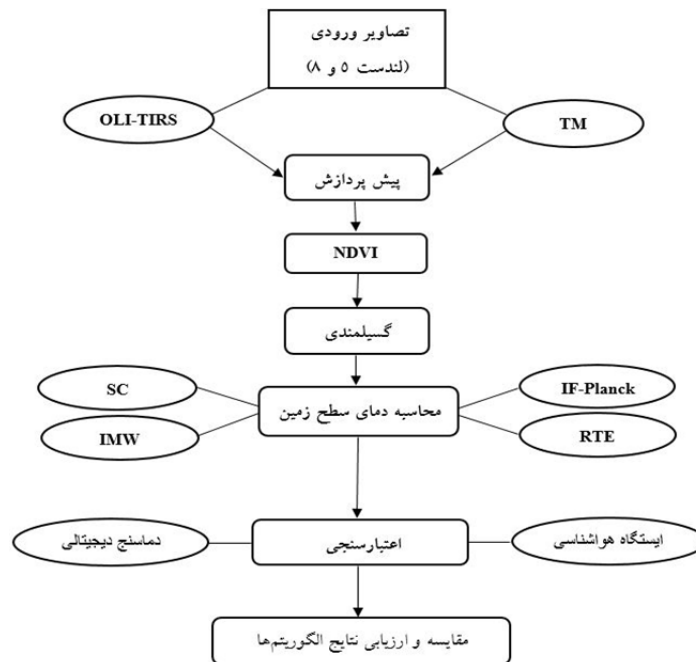 تصاویر ورودی
(لندست ۵ و ۸)
OLI-TIRS
TM
پیش پردازش
NDVI
گسیلمندی
SC
IF-Planck
محاسبه دمای سطح زمین
IMW
RTE
دماسنج دیجیتالی
اعتبارسنجی
ایستگاه هواشناسی
مقایسه و ارزیابی نتایج الگوریتم‌ها